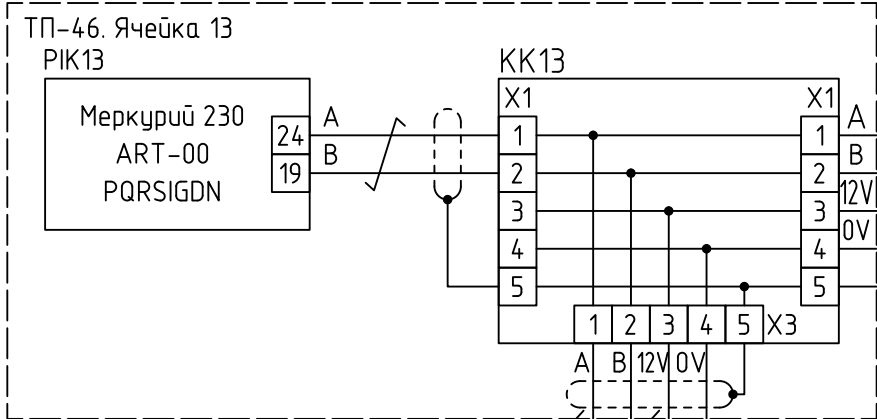 ТП-46. Ячейка 13
PIK13
KK13
Меркурий 230
ART-00
PQRSIGDN
24 A
19 B
X1
1
2
3
4
5
X1
1 A
2 B
3 12V
4 0V
5
1 2 3 4 5 X3
A B 12V 0V